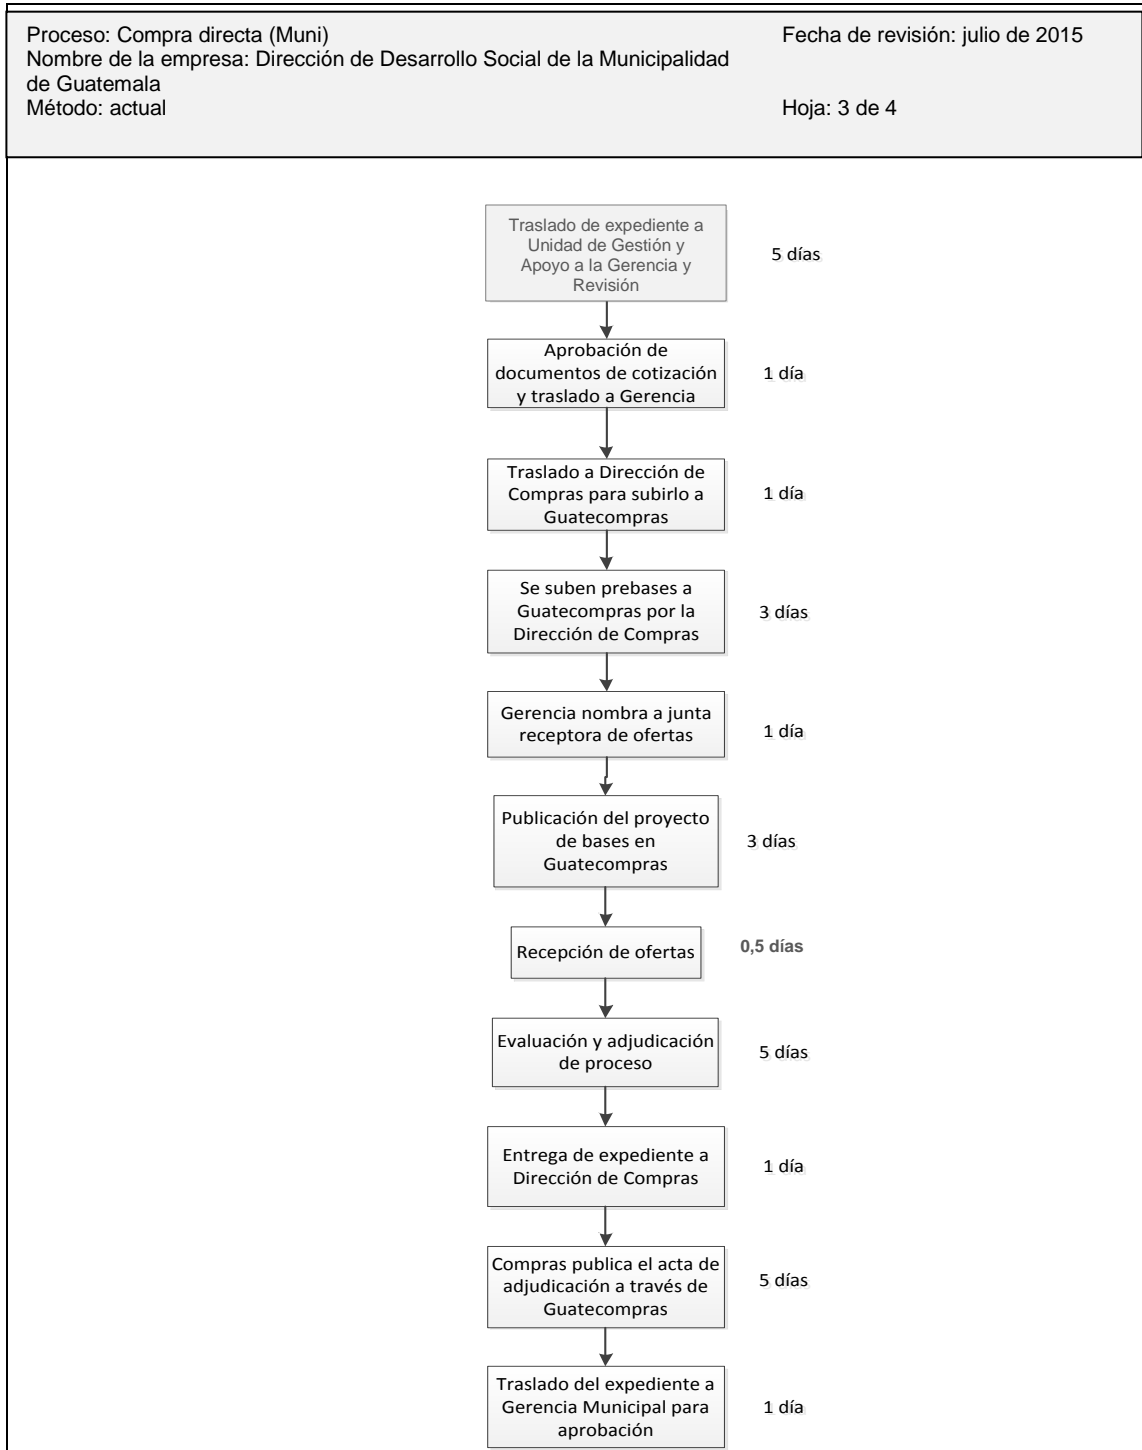 Proceso: Compra directa (Muni)
Fecha de revisión: julio de 2015
Nombre de la empresa: Dirección de Desarrollo Social de la Municipalidad
de Guatemala
Método: actual
Hoja: 3 de 4
Traslado de expediente a
Unidad de Gestión y
Apoyo a la Gerencia y
Revisión
5 días
Aprobación de
documentos de cotización
y traslado a Gerencia
1 día
Traslado a Dirección de
Compras para subirlo a
Guatecompras
1 día
Se suben prebases a
Guatecompras por la
Dirección de Compras
3 días
Gerencia nombra a junta
receptora de ofertas
1 día
Publicación del proyecto
de bases en
Guatecompras
3 días
Recepción de ofertas
0,5 días
Evaluación y adjudicación
de proceso
5 días
Entrega de expediente a
Dirección de Compras
1 día
Compras publica el acta de
adjudicación a través de
Guatecompras
5 días
Traslado del expediente a
Gerencia Municipal para
aprobación
1 día